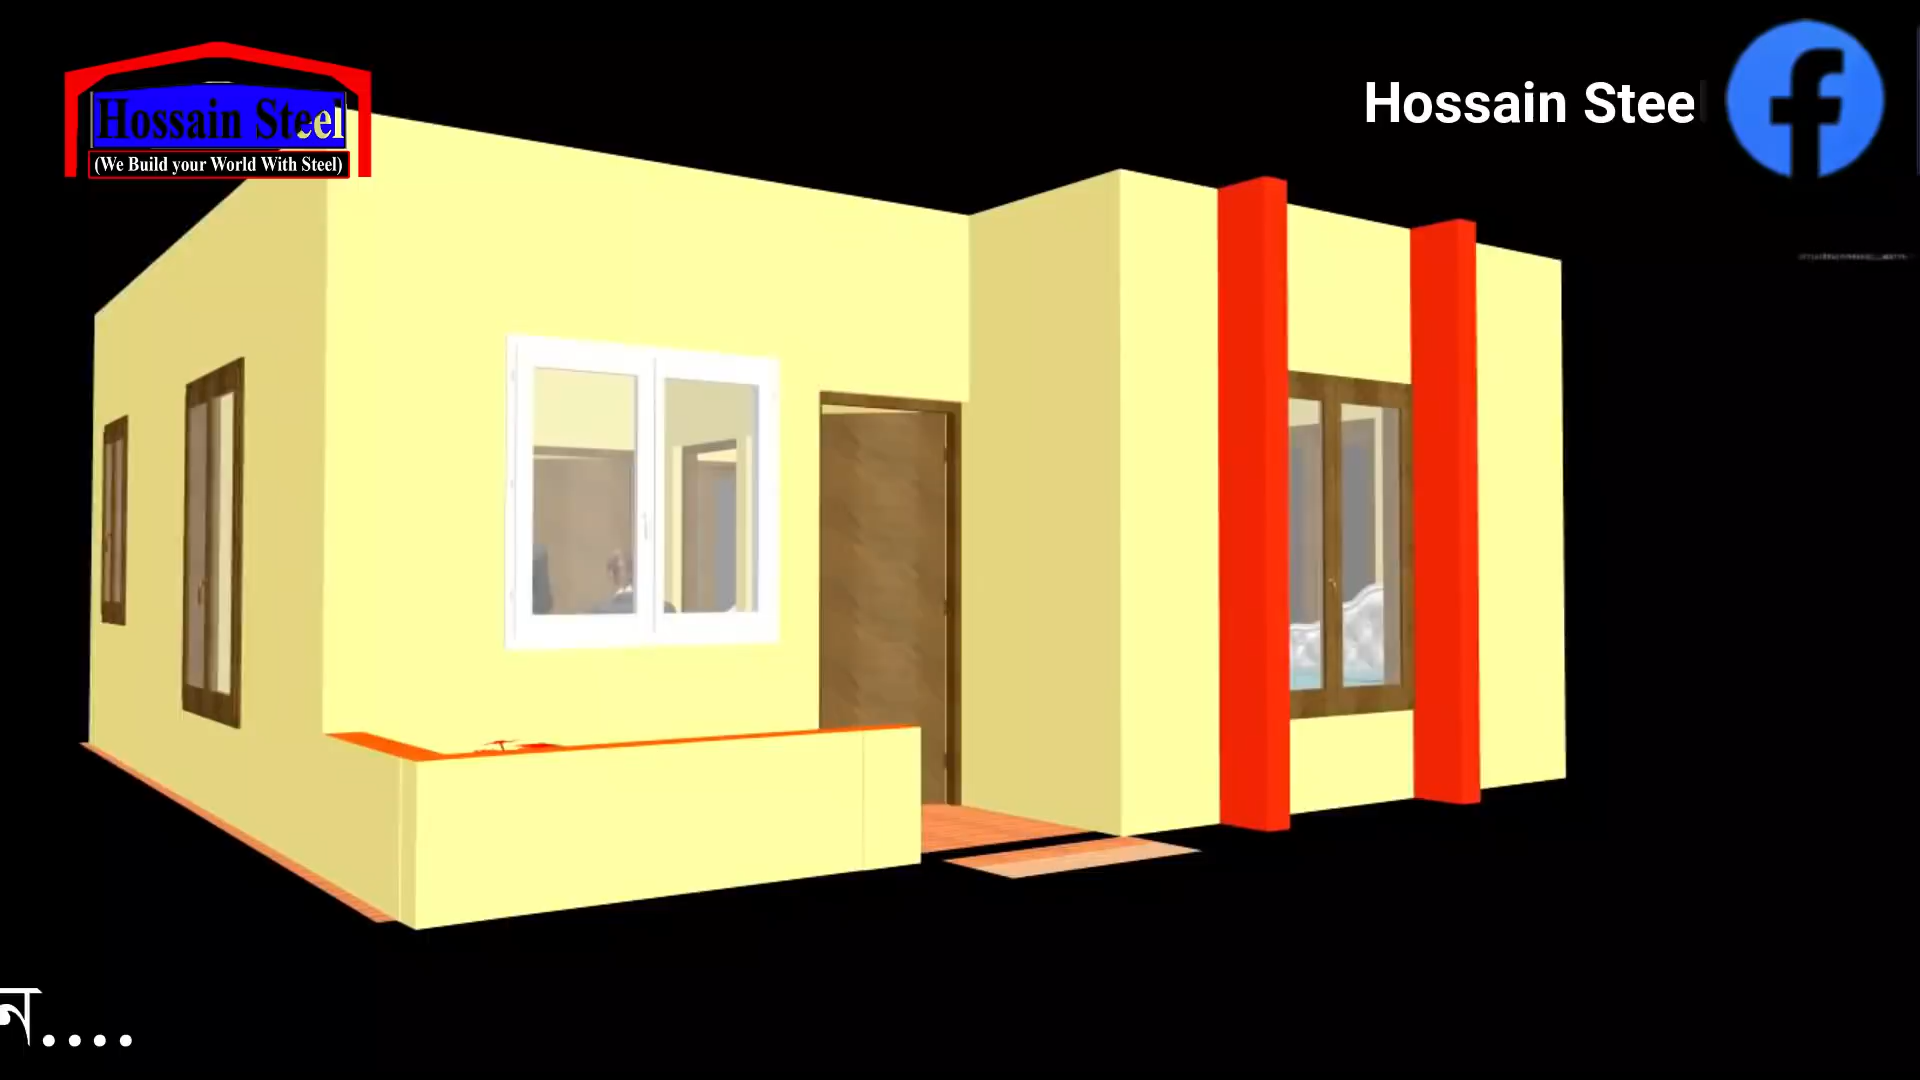 Hossain Steel
(We Build your World With Steel)
Hossain Stee
ন....